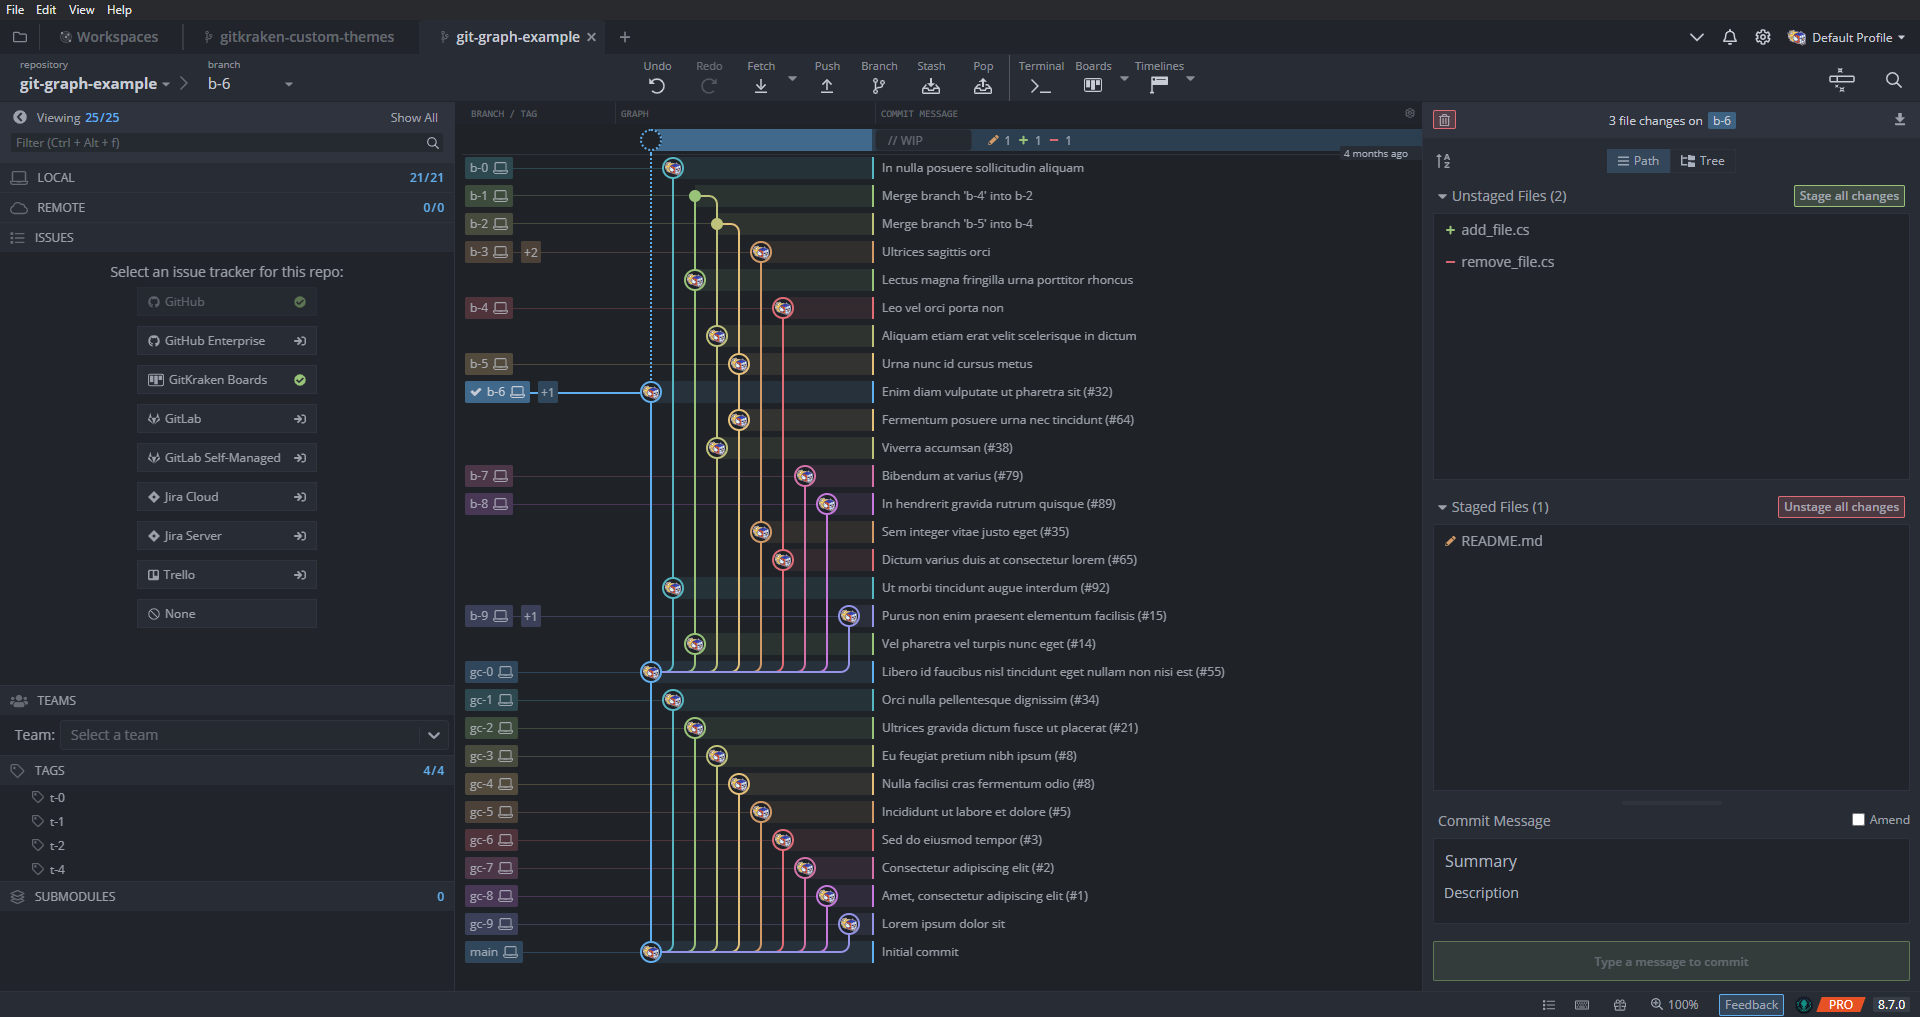 File Edit View Help
Workspaces
gitkraken-custom-themes
git-graph-example
Default Profile
repository
git-graph-example
branch
b-6
Undo
Redo
Fetch
Push
Branch
Stash
Pop
Terminal
Boards
Timelines
Viewing 25/25
Show All
Filter (Ctrl + Alt + f)
LOCAL 21/21
REMOTE 0/0
ISSUES
Select an issue tracker for this repo:
GitHub
GitHub Enterprise
GitKraken Boards
GitLab
GitLab Self-Managed
Jira Cloud
Jira Server
Trello
None
TEAMS
Team: Select a team
TAGS 4/4
t-0
t-1
t-2
t-4
SUBMODULES 0
BRANCH / TAG GRAPH COMMIT MESSAGE
// WIP 1 + 1 − 1
4 months ago
b-0 In nulla posuere sollicitudin aliquam
b-1 Merge branch 'b-4' into b-2
b-2 Merge branch 'b-5' into b-4
b-3 +2 Ultrices sagittis orci
Lectus magna fringilla urna porttitor rhoncus
b-4 Leo vel orci porta non
Aliquam etiam erat velit scelerisque in dictum
b-5 Urna nunc id cursus metus
b-6 +1 Enim diam vulputate ut pharetra sit (#32)
Fermentum posuere urna nec tincidunt (#64)
Viverra accumsan (#38)
b-7 Bibendum at varius (#79)
b-8 In hendrerit gravida rutrum quisque (#89)
Sem integer vitae justo eget (#35)
Dictum varius duis at consectetur lorem (#65)
Ut morbi tincidunt augue interdum (#92)
b-9 +1 Purus non enim praesent elementum facilisis (#15)
Vel pharetra vel turpis nunc eget (#14)
gc-0 Libero id faucibus nisl tincidunt eget nullam non nisi est (#55)
gc-1 Orci nulla pellentesque dignissim (#34)
gc-2 Ultrices gravida dictum fusce ut placerat (#21)
gc-3 Eu feugiat pretium nibh ipsum (#8)
gc-4 Nulla facilisi cras fermentum odio (#8)
gc-5 Incididunt ut labore et dolore (#5)
gc-6 Sed do eiusmod tempor (#3)
gc-7 Consectetur adipiscing elit (#2)
gc-8 Amet, consectetur adipiscing elit (#1)
gc-9 Lorem ipsum dolor sit
main Initial commit
3 file changes on b-6
Path Tree
Unstaged Files (2)
Stage all changes
+ add_file.cs
− remove_file.cs
Staged Files (1)
Unstage all changes
README.md
Commit Message
Amend
Summary
Description
Type a message to commit
100%
Feedback
PRO
8.7.0